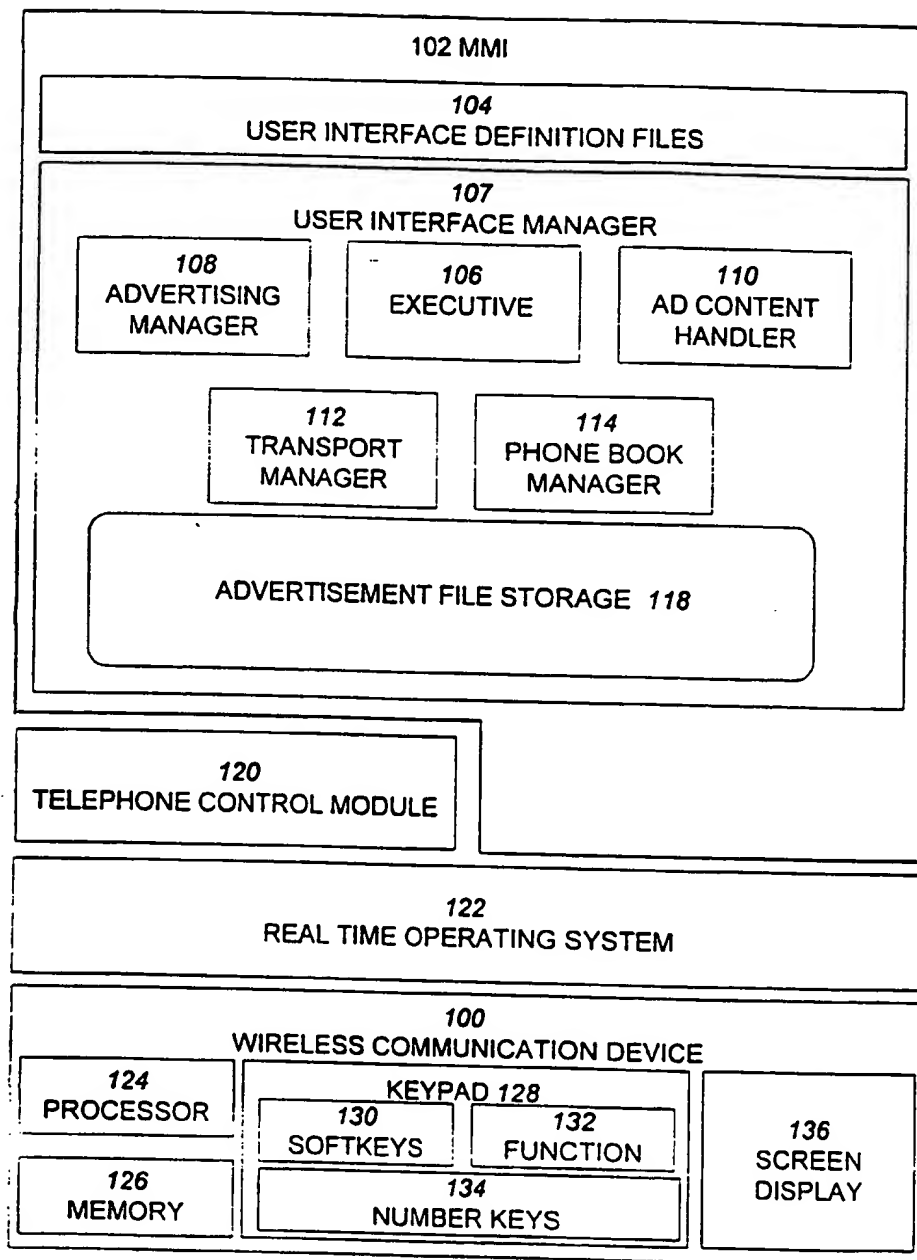 102 MMI
104
USER INTERFACE DEFINITION FILES
107
USER INTERFACE MANAGER
108
ADVERTISING
MANAGER
106
EXECUTIVE
110
AD CONTENT
HANDLER
112
TRANSPORT
MANAGER
114
PHONE BOOK
MANAGER
ADVERTISEMENT FILE STORAGE 118
120
TELEPHONE CONTROL MODULE
122
REAL TIME OPERATING SYSTEM
100
WIRELESS COMMUNICATION DEVICE
124
PROCESSOR
126
MEMORY
KEYPAD 128
130
SOFTKEYS
132
FUNCTION
134
NUMBER KEYS
136
SCREEN
DISPLAY